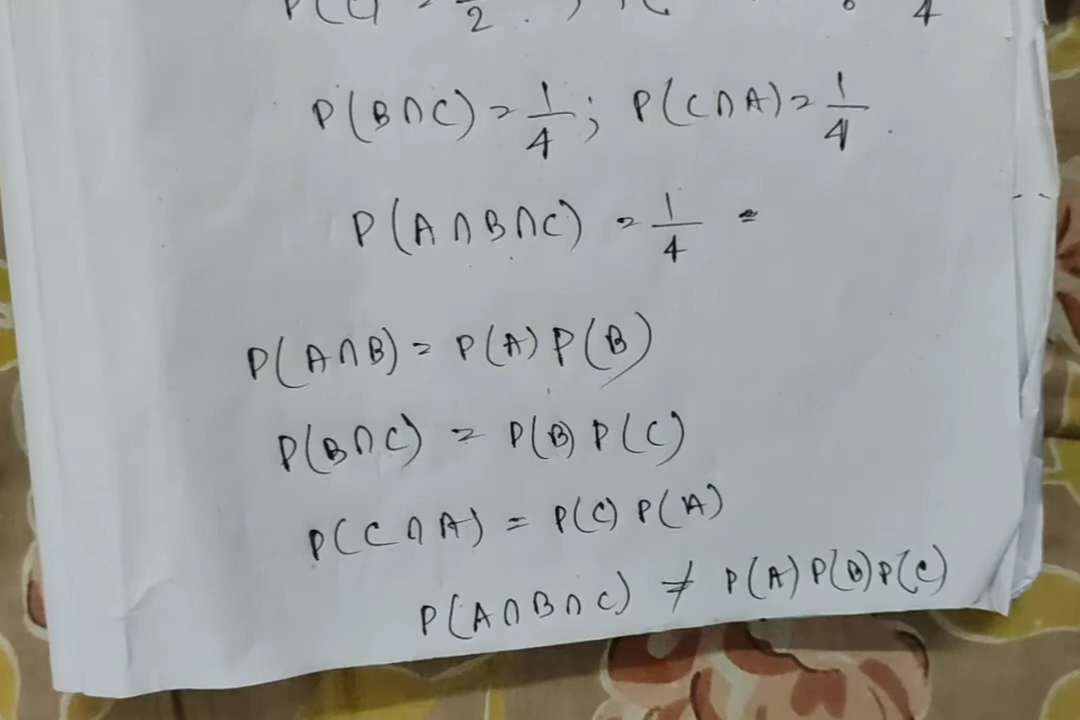 P(B∩C) = 1/4 ; P(C∩A) = 1/4 .
P(A∩B∩C) = 1/4 =
P(A∩B) = P(A) P(B)
P(B∩C) = P(B) P(C)
P(C∩A) = P(C) P(A)
P(A∩B∩C) ≠ P(A) P(B) P(C)